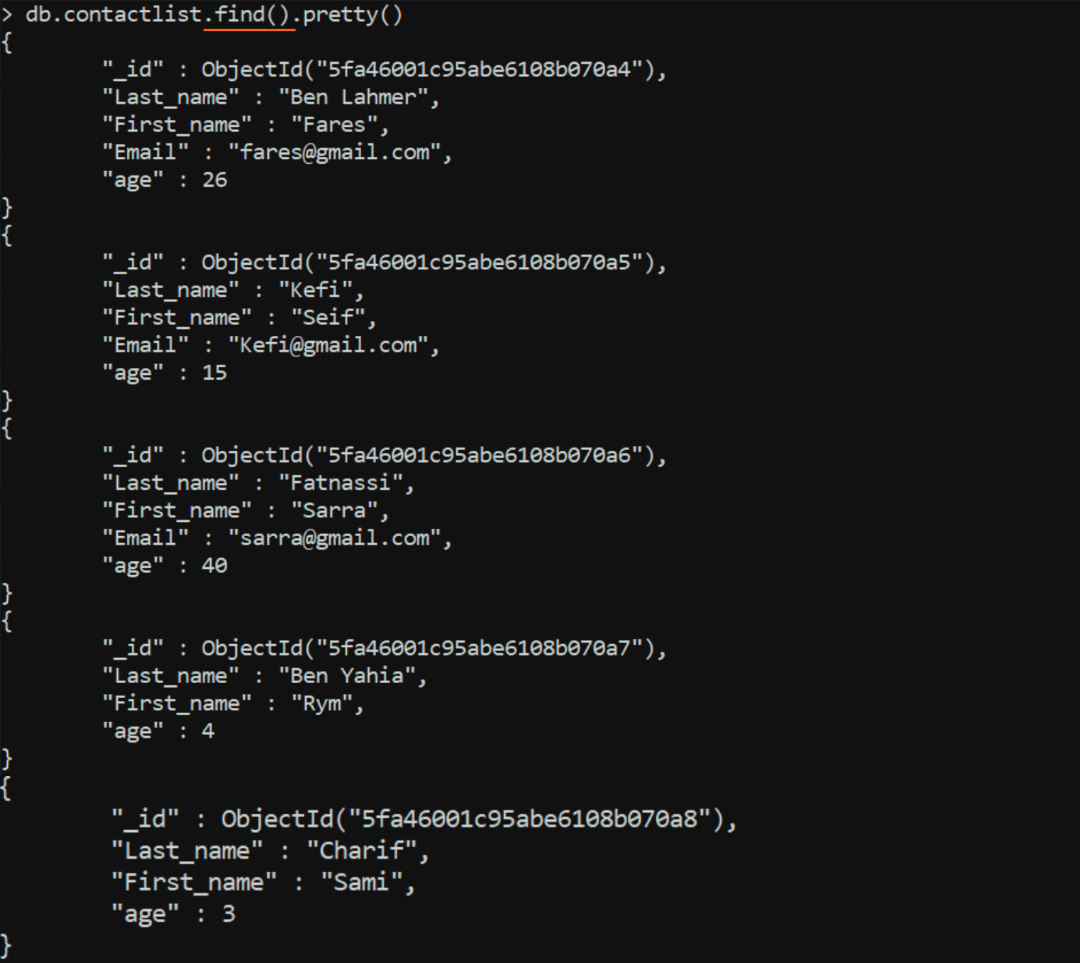 > db.contactlist.find().pretty()
{
"_id" : ObjectId("5fa46001c95abe6108b070a4"),
"Last_name" : "Ben Lahmer",
"First_name" : "Fares",
"Email" : "fares@gmail.com",
"age" : 26
}
{
"_id" : ObjectId("5fa46001c95abe6108b070a5"),
"Last_name" : "Kefi",
"First_name" : "Seif",
"Email" : "Kefi@gmail.com",
"age" : 15
}
{
"_id" : ObjectId("5fa46001c95abe6108b070a6"),
"Last_name" : "Fatnassi",
"First_name" : "Sarra",
"Email" : "sarra@gmail.com",
"age" : 40
}
{
"_id" : ObjectId("5fa46001c95abe6108b070a7"),
"Last_name" : "Ben Yahia",
"First_name" : "Rym",
"age" : 4
}
{
"_id" : ObjectId("5fa46001c95abe6108b070a8"),
"Last_name" : "Charif",
"First_name" : "Sami",
"age" : 3
}